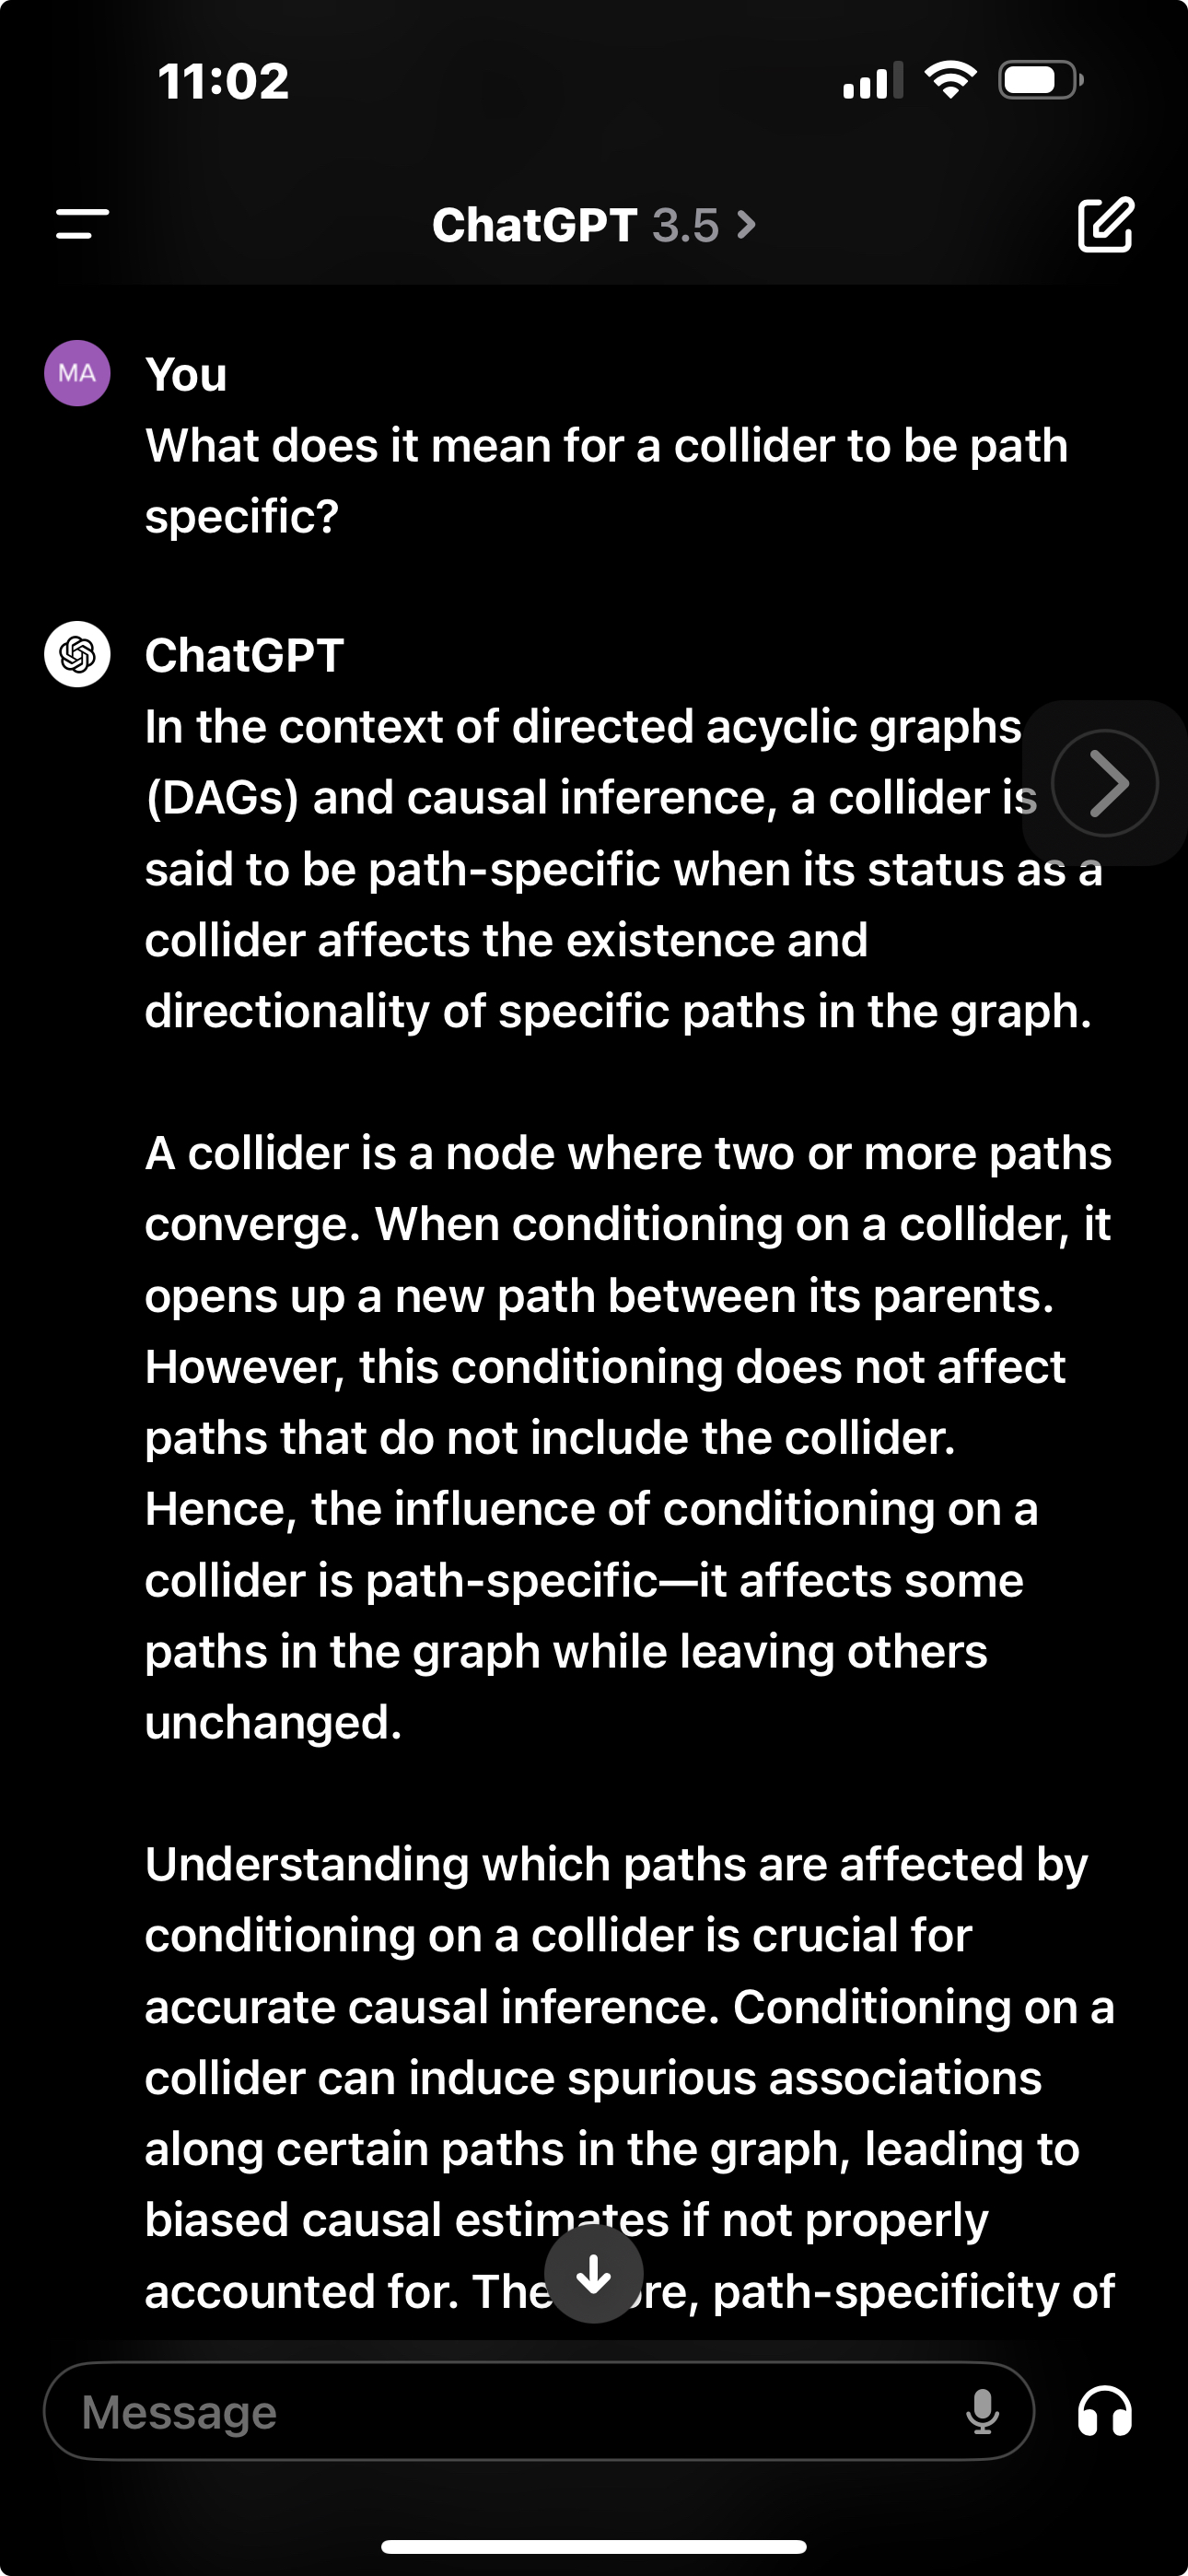 11:02
ChatGPT 3.5
MA
You
What does it mean for a collider to be path
specific?
ChatGPT
In the context of directed acyclic graphs
(DAGs) and causal inference, a collider is
said to be path-specific when its status as a
collider affects the existence and
directionality of specific paths in the graph.
A collider is a node where two or more paths
converge. When conditioning on a collider, it
opens up a new path between its parents.
However, this conditioning does not affect
paths that do not include the collider.
Hence, the influence of conditioning on a
collider is path-specific—it affects some
paths in the graph while leaving others
unchanged.
Understanding which paths are affected by
conditioning on a collider is crucial for
accurate causal inference. Conditioning on a
collider can induce spurious associations
along certain paths in the graph, leading to
biased causal estimates if not properly
accounted for. path-specificity of
Message